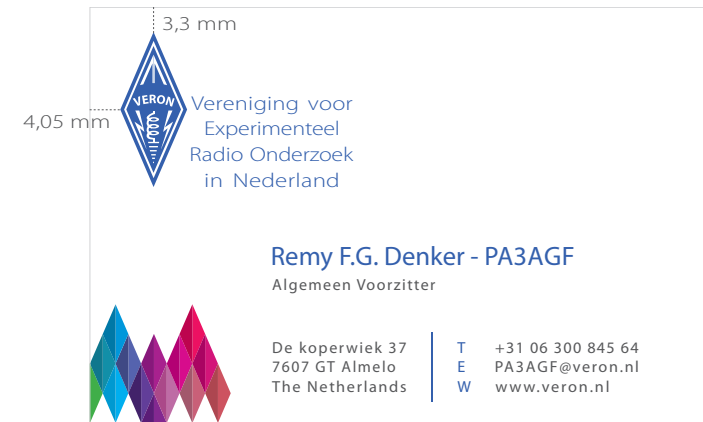 3,3 mm
4,05 mm
VERON
Vereniging voor
Experimenteel
Radio Onderzoek
in Nederland
Remy F.G. Denker - PA3AGF
Algemeen Voorzitter
De koperwiek 37
7607 GT Almelo
The Netherlands
T +31 06 300 845 64
E PA3AGF@veron.nl
W www.veron.nl